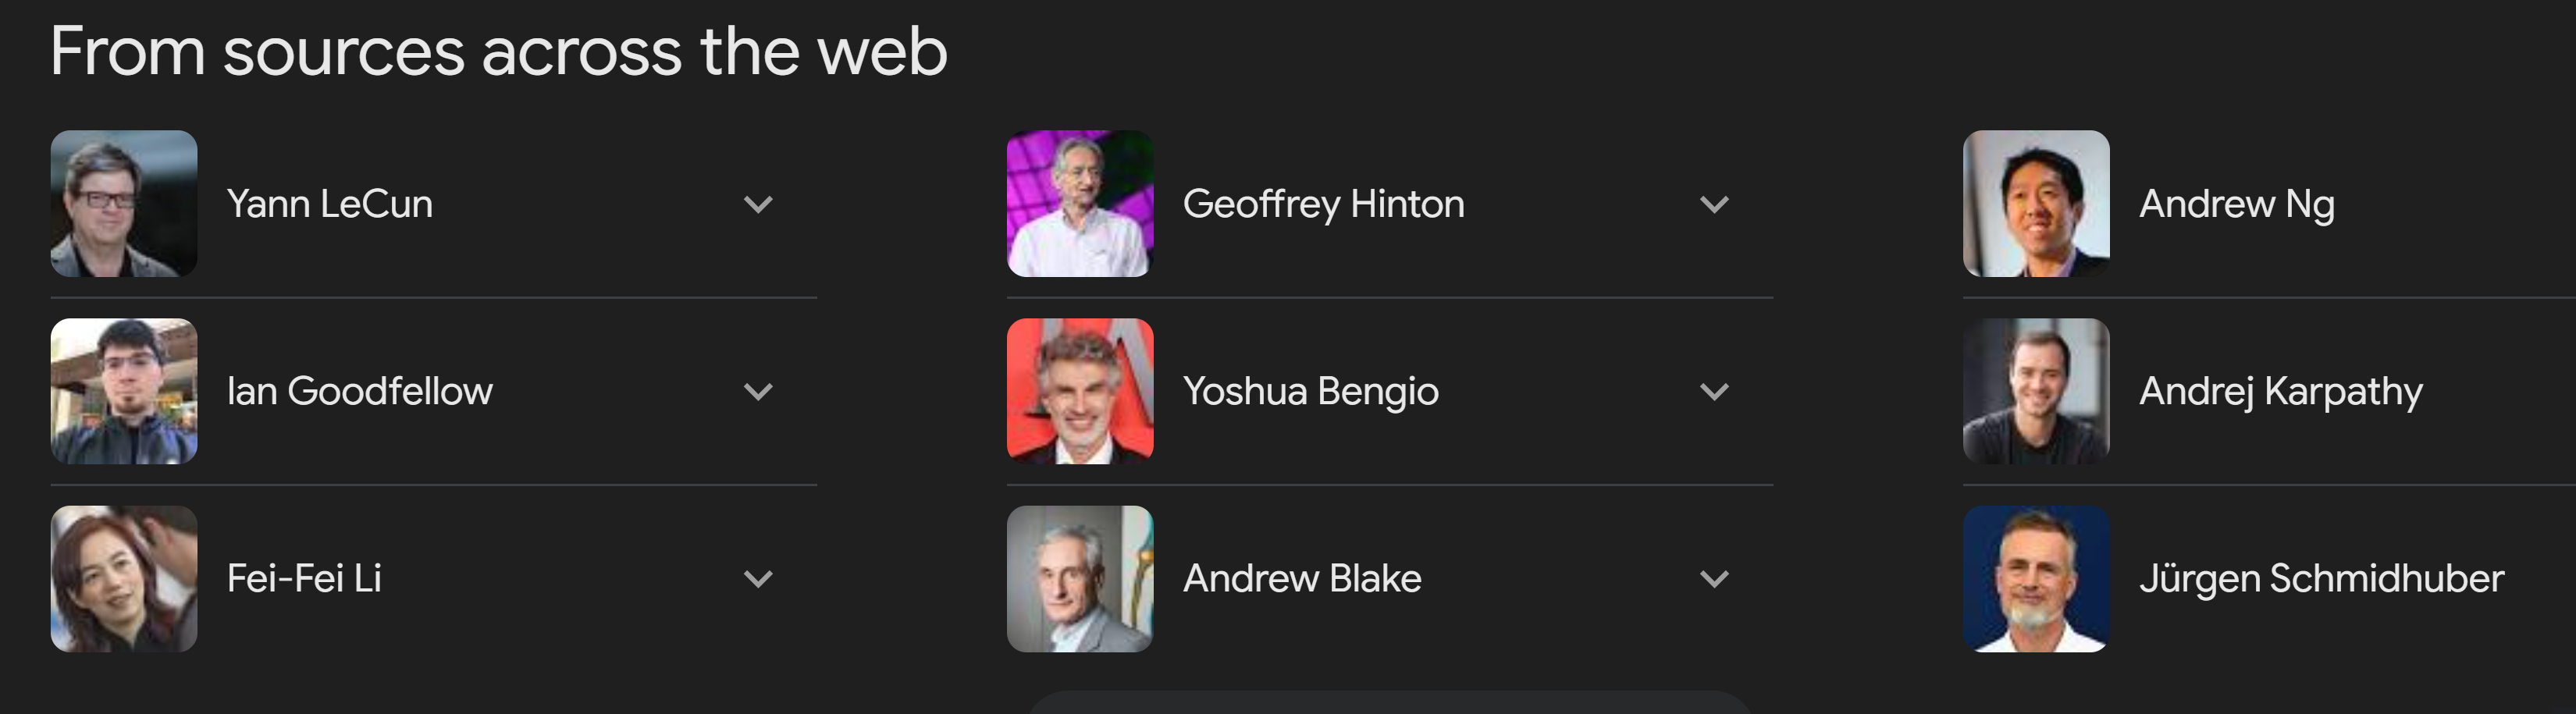 From sources across the web
Yann LeCun
Geoffrey Hinton
Andrew Ng
Ian Goodfellow
Yoshua Bengio
Andrej Karpathy
Fei-Fei Li
Andrew Blake
Jürgen Schmidhuber